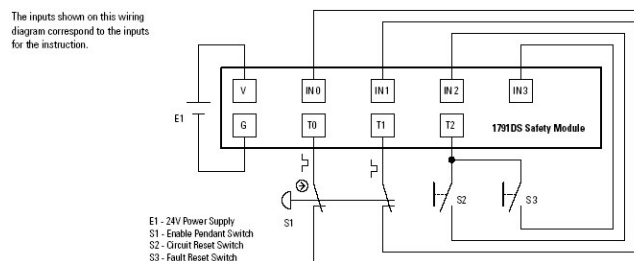 The inputs shown on this wiring
diagram correspond to the inputs
for the instruction.
V
IN 0
IN 1
IN 2
IN 3
E1
G
T0
T1
T2
1791DS Safety Module
S1
S2
S 3
E1 - 24V Power Supply
S1 - Enable Pendant Switch
S2 - Circuit Reset Switch
S3 - Fault Reset Switch